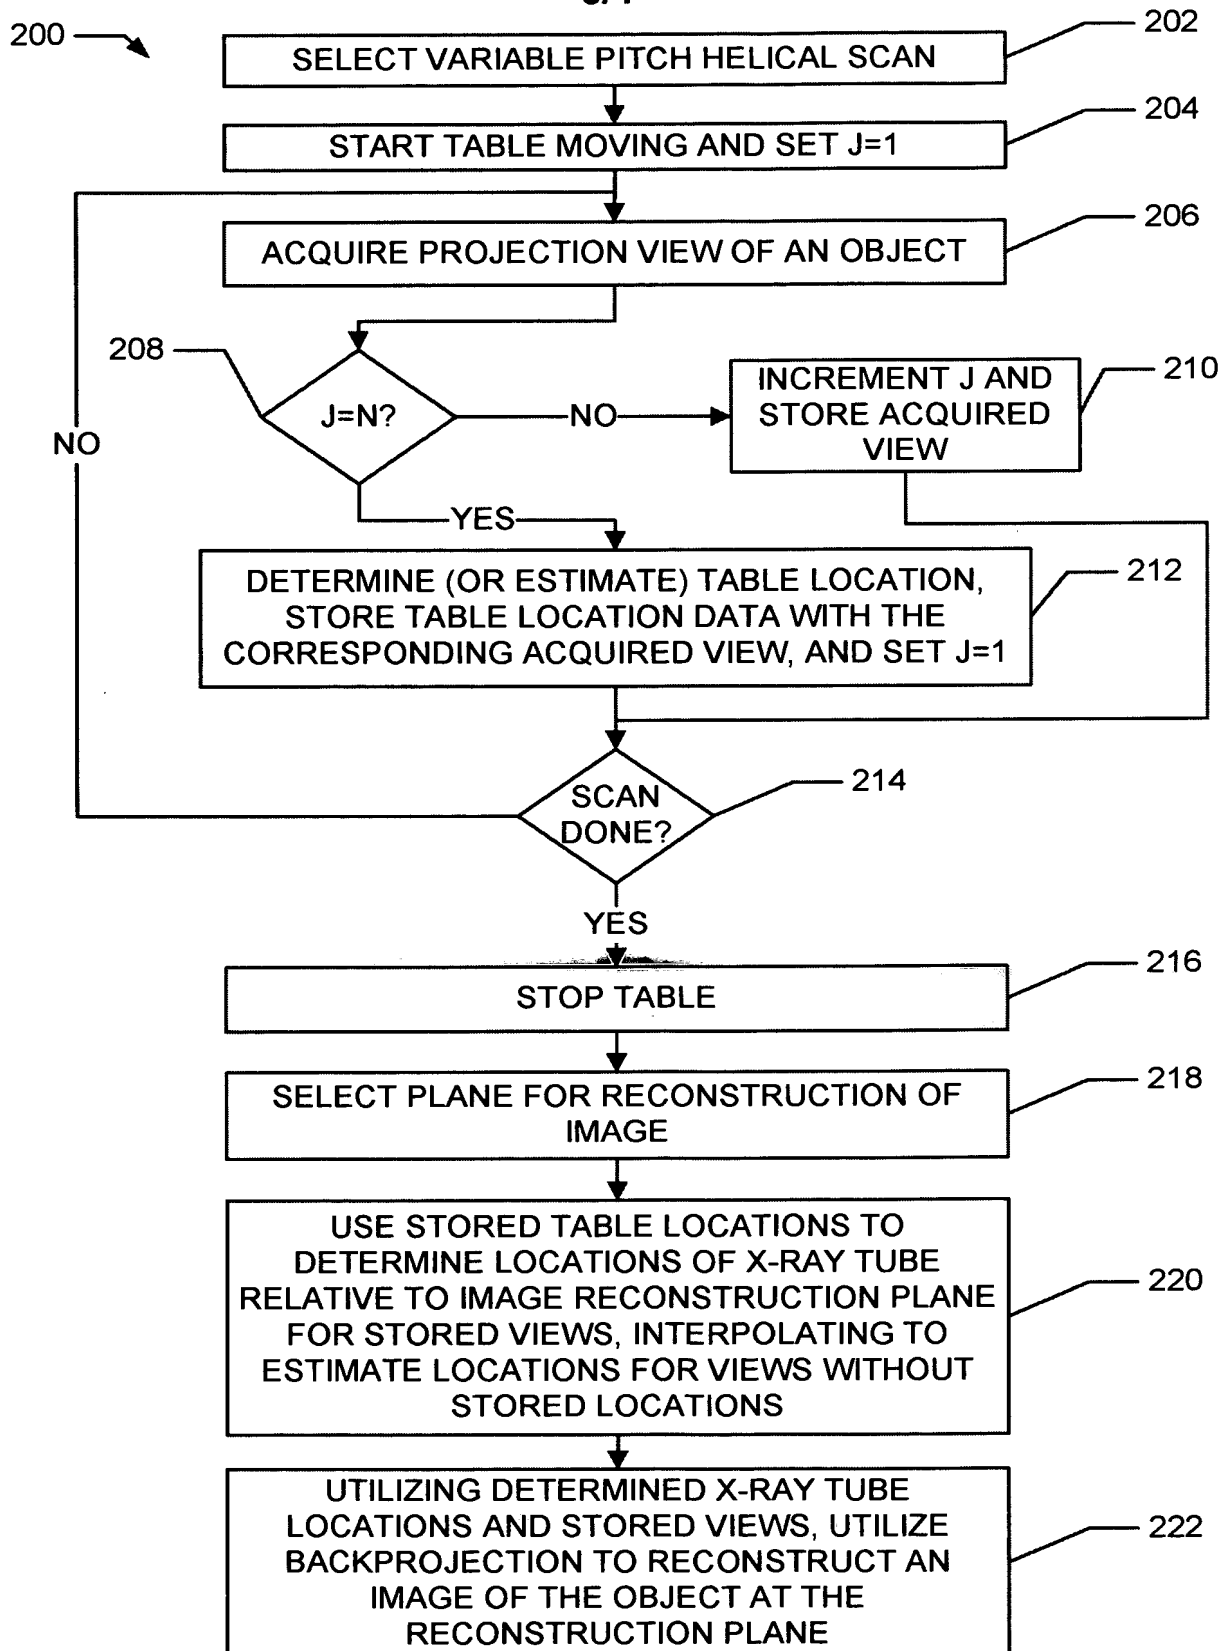 200
SELECT VARIABLE PITCH HELICAL SCAN
202
START TABLE MOVING AND SET J=1
204
ACQUIRE PROJECTION VIEW OF AN OBJECT
206
208
J=N?
NO
INCREMENT J AND
STORE ACQUIRED
VIEW
210
NO
YES
DETERMINE (OR ESTIMATE) TABLE LOCATION,
STORE TABLE LOCATION DATA WITH THE
CORRESPONDING ACQUIRED VIEW, AND SET J=1
212
SCAN
DONE?
214
YES
STOP TABLE
216
SELECT PLANE FOR RECONSTRUCTION OF
IMAGE
218
USE STORED TABLE LOCATIONS TO
DETERMINE LOCATIONS OF X-RAY TUBE
RELATIVE TO IMAGE RECONSTRUCTION PLANE
FOR STORED VIEWS, INTERPOLATING TO
ESTIMATE LOCATIONS FOR VIEWS WITHOUT
STORED LOCATIONS
220
UTILIZING DETERMINED X-RAY TUBE
LOCATIONS AND STORED VIEWS, UTILIZE
BACKPROJECTION TO RECONSTRUCT AN
IMAGE OF THE OBJECT AT THE
RECONSTRUCTION PLANE
222